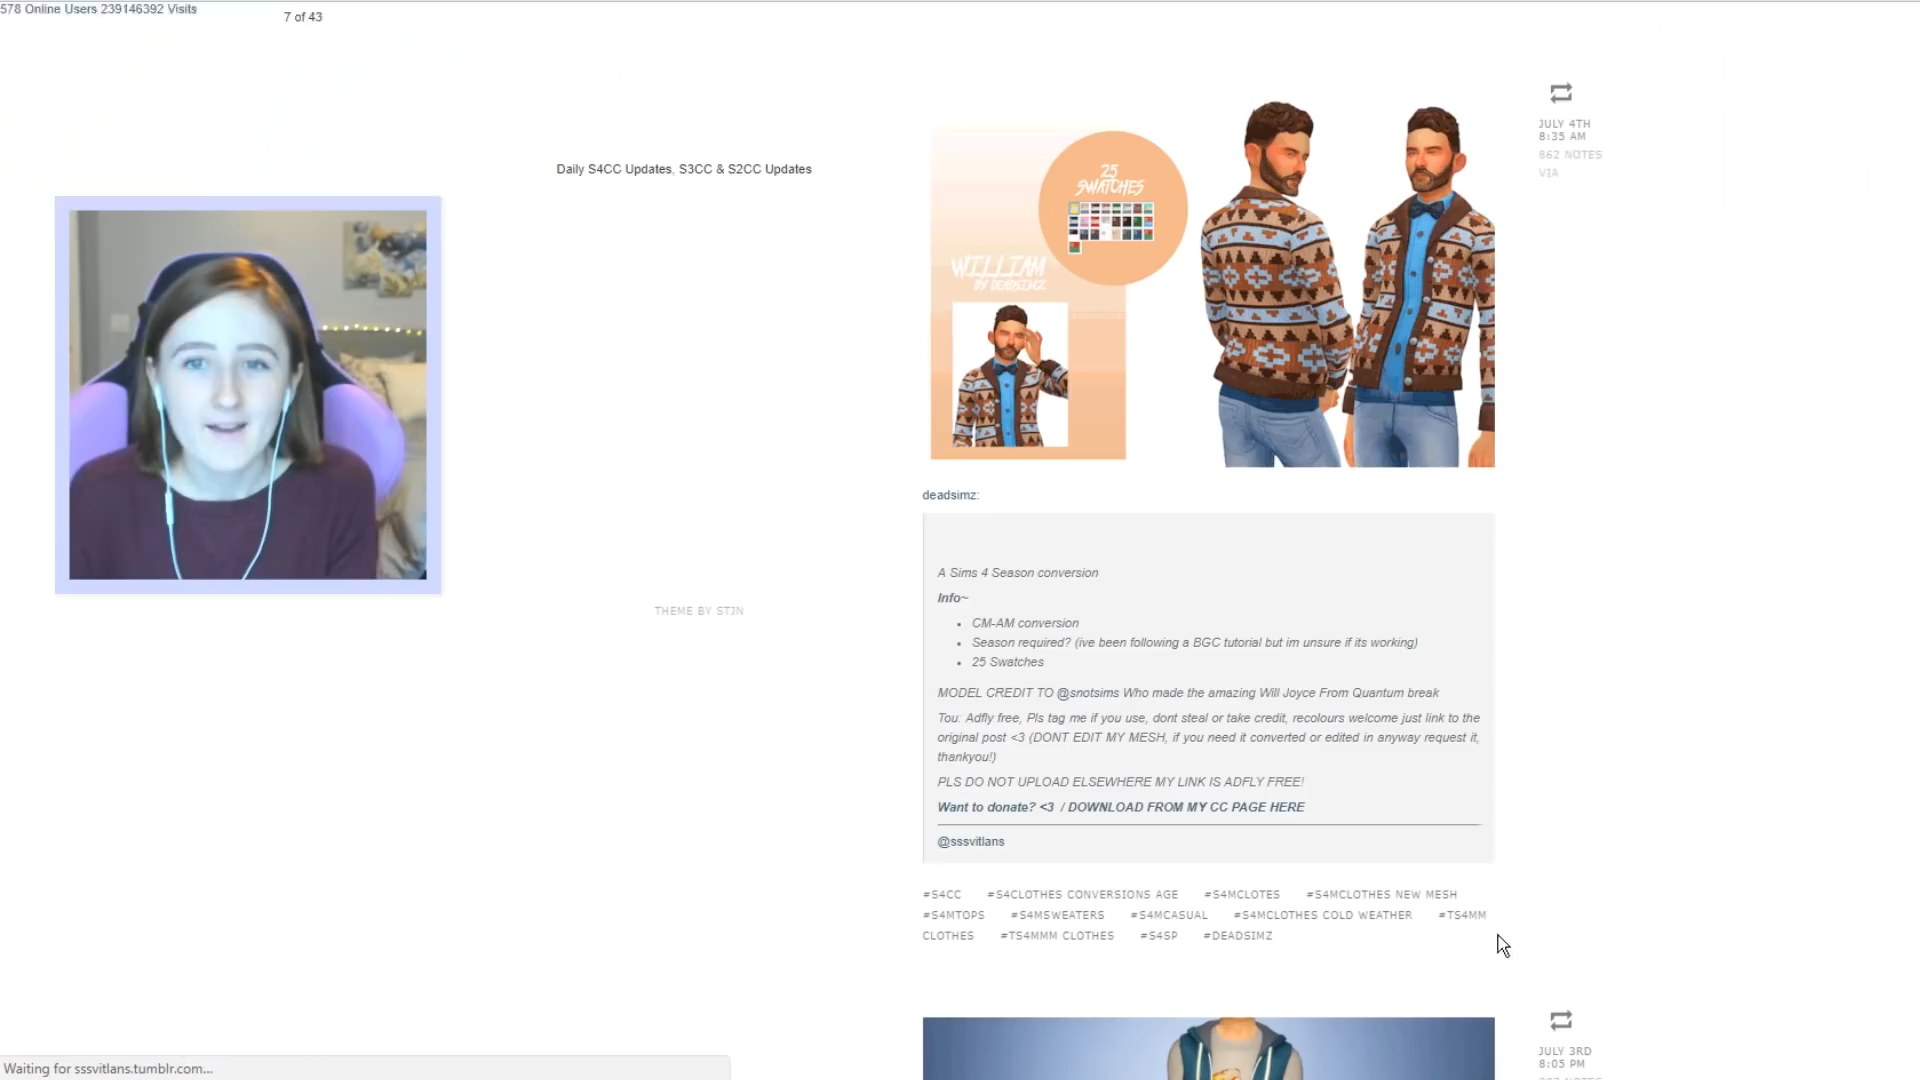 578 Online Users 239146392 Visits
7 of 43
Daily S4CC Updates, S3CC & S2CC Updates
THEME BY STJN
25
SWATCHES
WILLIAM
BY DEADSIMZ
JULY 4TH
8:35 AM
862 NOTES
VIA
deadsimz:
A Sims 4 Season conversion
Info~
• CM-AM conversion
• Season required? (ive been following a BGC tutorial but im unsure if its working)
• 25 Swatches
MODEL CREDIT TO @snotsims Who made the amazing Will Joyce From Quantum break
Tou: Adfly free, Pls tag me if you use, dont steal or take credit, recolours welcome just link to the
original post <3 (DONT EDIT MY MESH, if you need it converted or edited in anyway request it,
thankyou!)
PLS DO NOT UPLOAD ELSEWHERE MY LINK IS ADFLY FREE!
Want to donate? <3 / DOWNLOAD FROM MY CC PAGE HERE
@sssvitlans
#S4CC #S4CLOTHES CONVERSIONS AGE #S4MCLOTES #S4MCLOTHES NEW MESH
#S4MTOPS #S4MSWEATERS #S4MCASUAL #S4MCLOTHES COLD WEATHER #TS4MM
CLOTHES #TS4MMM CLOTHES #S4SP #DEADSIMZ
JULY 3RD
8:05 PM
Waiting for sssvitlans.tumblr.com...